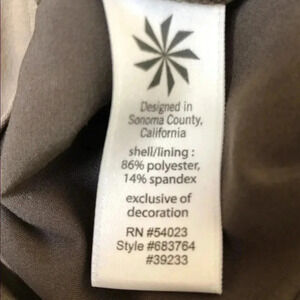 Designed in
Sonoma County,
California
shell/lining :
86% polyester,
14% spandex
exclusive of
decoration
RN #54023
Style #683764
#39233